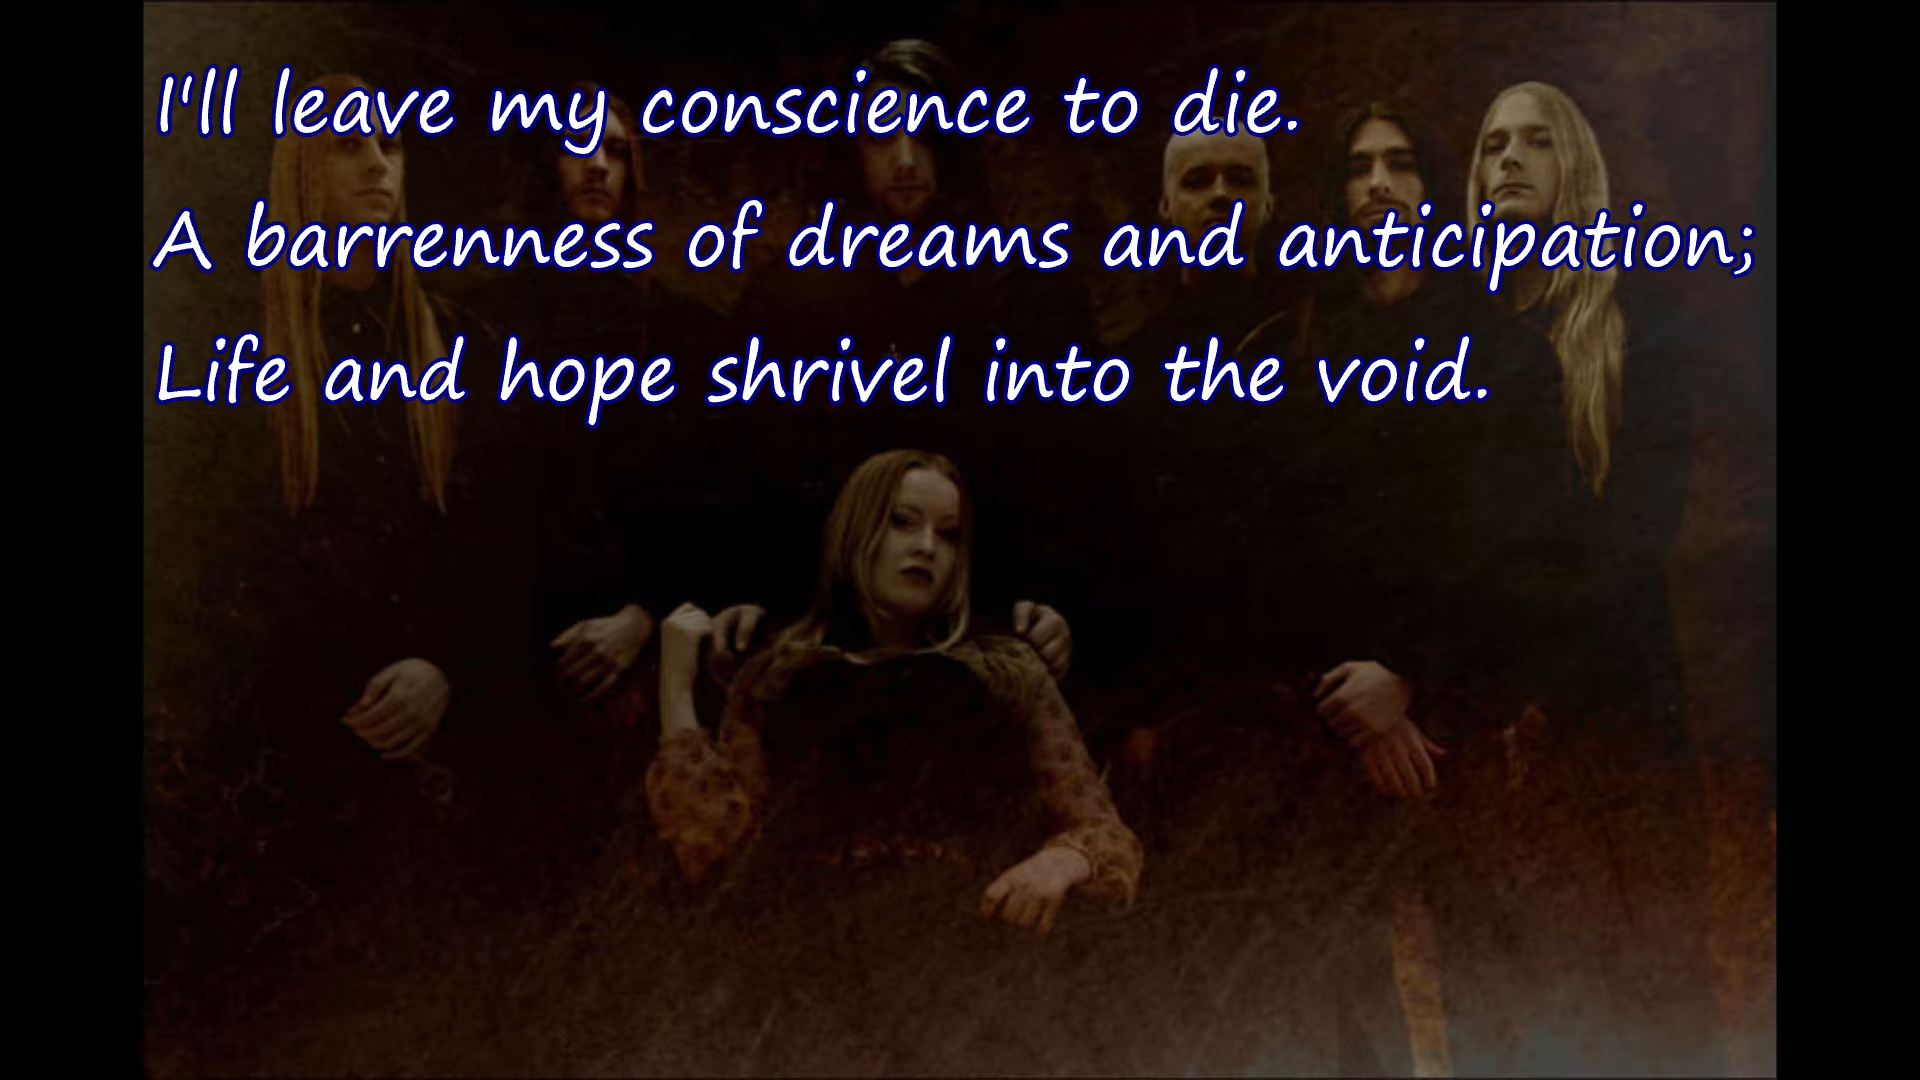 I'll leave my conscience to die.
A barrenness of dreams and anticipation;
Life and hope shrivel into the void.